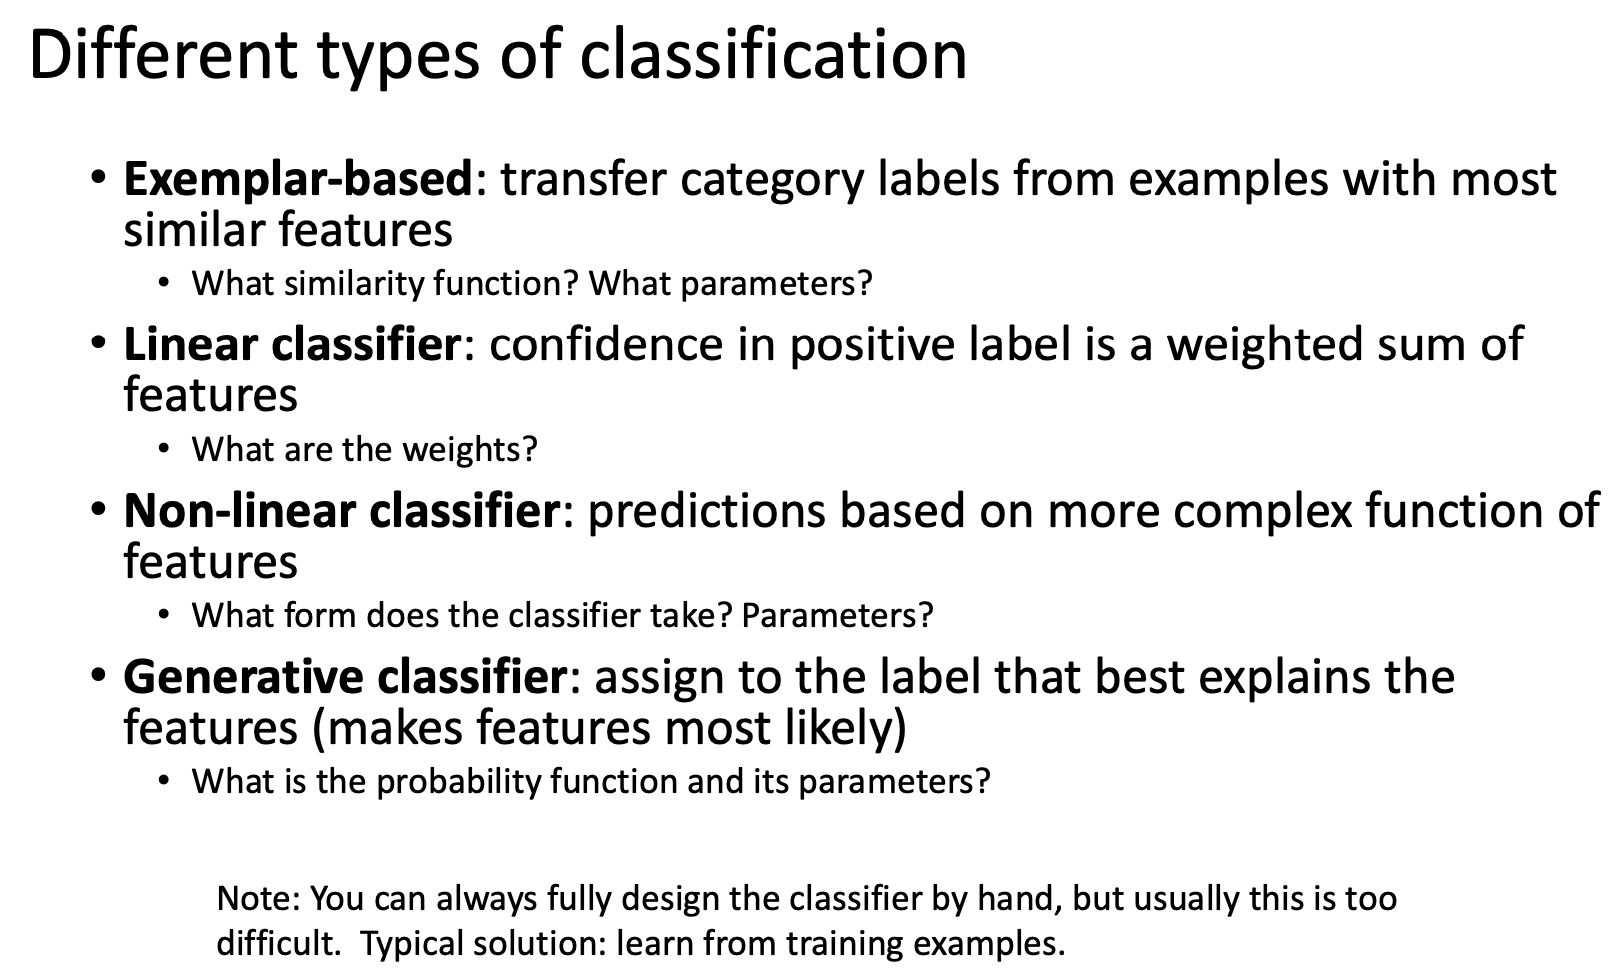 Different types of classification
• Exemplar-based: transfer category labels from examples with most
similar features
• What similarity function? What parameters?
• Linear classifier: confidence in positive label is a weighted sum of
features
• What are the weights?
• Non-linear classifier: predictions based on more complex function of
features
• What form does the classifier take? Parameters?
• Generative classifier: assign to the label that best explains the
features (makes features most likely)
• What is the probability function and its parameters?
Note: You can always fully design the classifier by hand, but usually this is too
difficult.  Typical solution: learn from training examples.